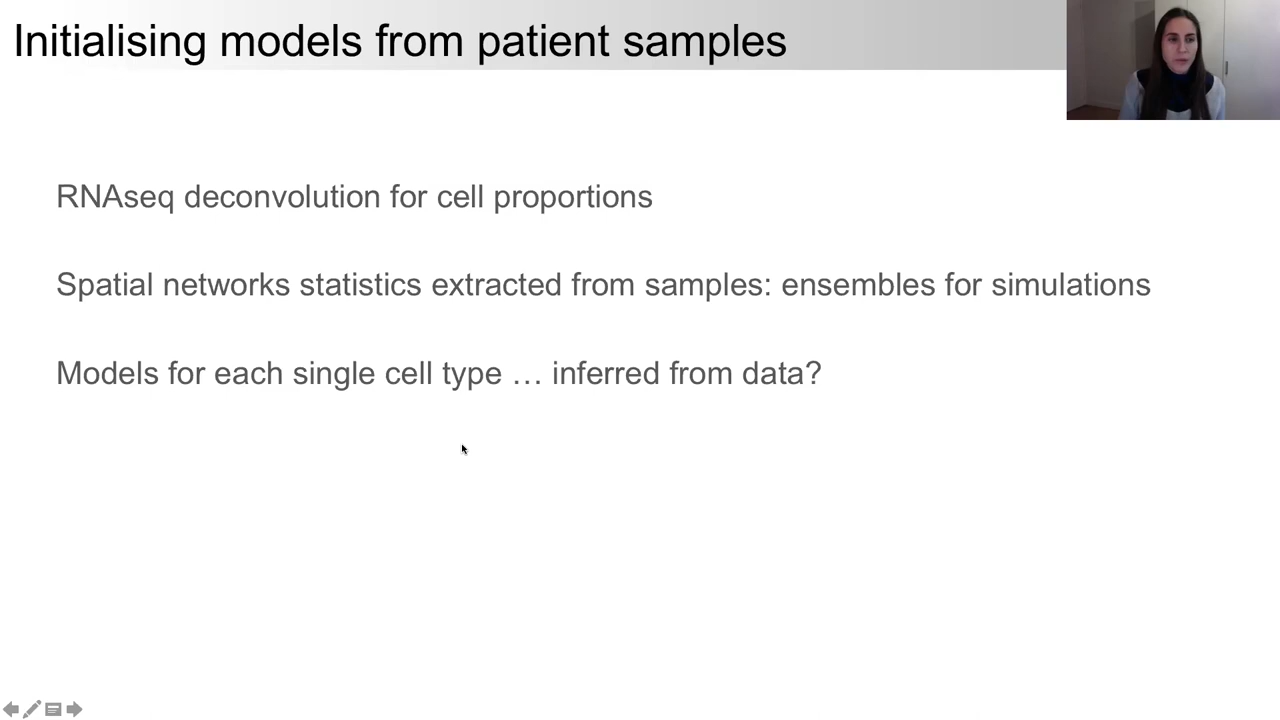 Initialising models from patient samples
RNAseq deconvolution for cell proportions
Spatial networks statistics extracted from samples: ensembles for simulations
Models for each single cell type … inferred from data?